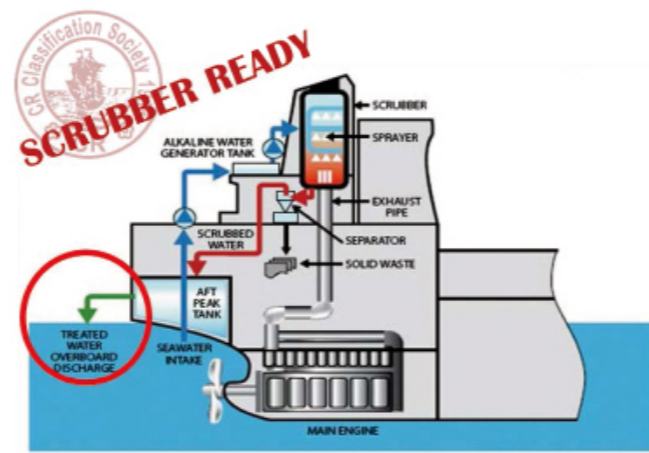 CR Classification Society
SCRUBBER READY
SCRUBBER
SPRAYER
ALKALINE WATER
GENERATOR TANK
EXHAUST
PIPE
SCRUBBED
WATER
SEPARATOR
SOLID WASTE
AFT
PEAK
TANK
TREATED
WATER
OVERBOARD
DISCHARGE
SEAWATER
INTAKE
MAIN ENGINE